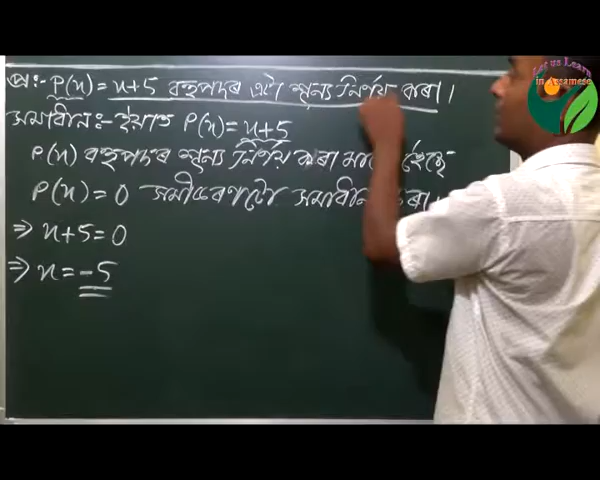 প্ৰ:- P(x) = x+5 বহুপদৰ এটা শূন্য নিৰ্ণয় কৰা।
সমাধান:- ইয়াত P(x) = x+5
P(x) বহুপদৰ শূন্য নিৰ্ণয় কৰা মানে হৈছে
P(x) = 0 সমীকৰণটো সমাধান কৰা।
⇒ x+5 = 0
⇒ x = -5
Let us Learn
in Assamese